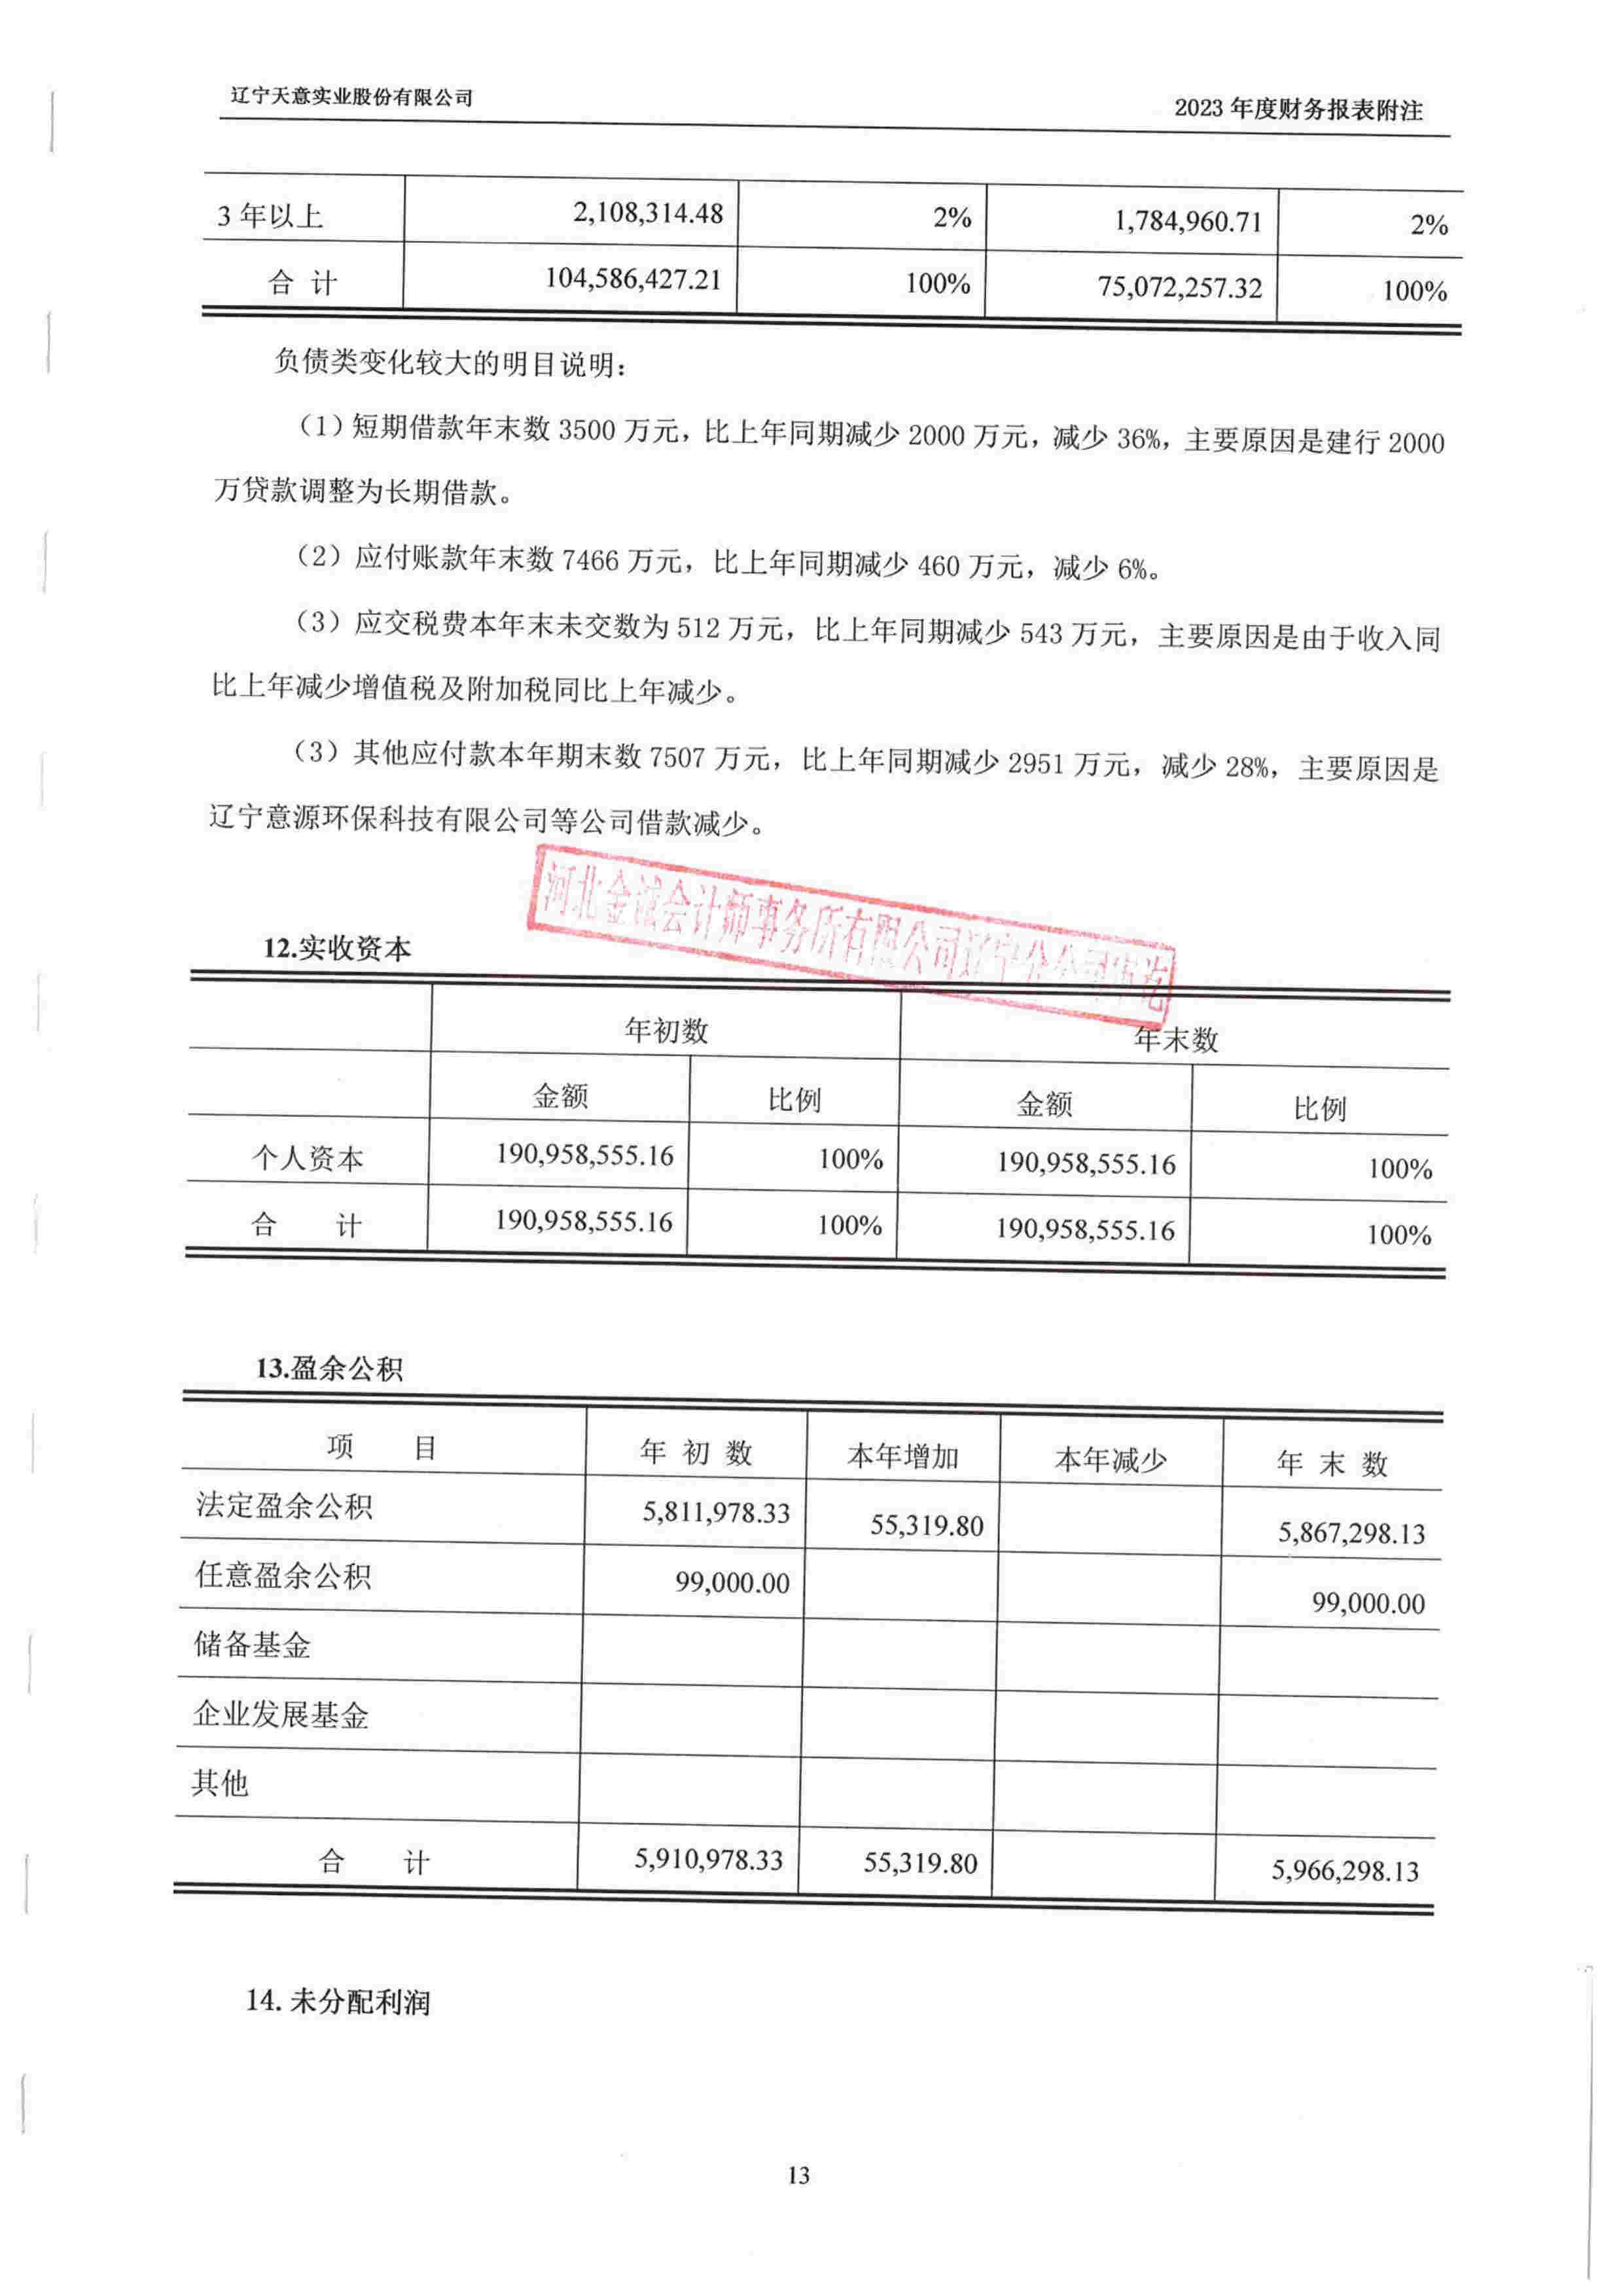 辽宁天意实业股份有限公司 2023 年度财务报表附注
3 年以上 2,108,314.48 2% 1,784,960.71 2%
合 计 104,586,427.21 100% 75,072,257.32 100%
负债类变化较大的明目说明：
（1）短期借款年末数 3500 万元，比上年同期减少 2000 万元，减少 36%，主要原因是建行 2000
万贷款调整为长期借款。
（2）应付账款年末数 7466 万元，比上年同期减少 460 万元，减少 6%。
（3）应交税费本年末未交数为 512 万元，比上年同期减少 543 万元，主要原因是由于收入同
比上年减少增值税及附加税同比上年减少。
（3）其他应付款本年期末数 7507 万元，比上年同期减少 2951 万元，减少 28%，主要原因是
辽宁意源环保科技有限公司等公司借款减少。
河北金诚会计师事务所有限公司辽宁分公司
12.实收资本
年初数 年末数
金额 比例 金额 比例
个人资本 190,958,555.16 100% 190,958,555.16 100%
合 计 190,958,555.16 100% 190,958,555.16 100%
13.盈余公积
项 目 年 初 数 本年增加 本年减少 年 末 数
法定盈余公积 5,811,978.33 55,319.80 5,867,298.13
任意盈余公积 99,000.00 99,000.00
储备基金
企业发展基金
其他
合 计 5,910,978.33 55,319.80 5,966,298.13
14. 未分配利润
13